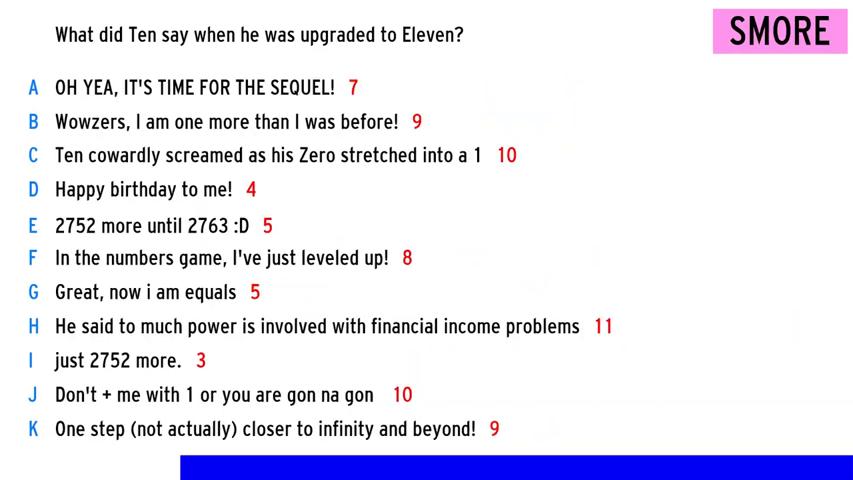 What did Ten say when he was upgraded to Eleven?
SMORE
A OH YEA, IT'S TIME FOR THE SEQUEL! 7
B Wowzers, I am one more than I was before! 9
C Ten cowardly screamed as his Zero stretched into a 1 10
D Happy birthday to me! 4
E 2752 more until 2763 :D 5
F In the numbers game, I've just leveled up! 8
G Great, now i am equals 5
H He said to much power is involved with financial income problems 11
I just 2752 more. 3
J Don't + me with 1 or you are gon na gon 10
K One step (not actually) closer to infinity and beyond! 9